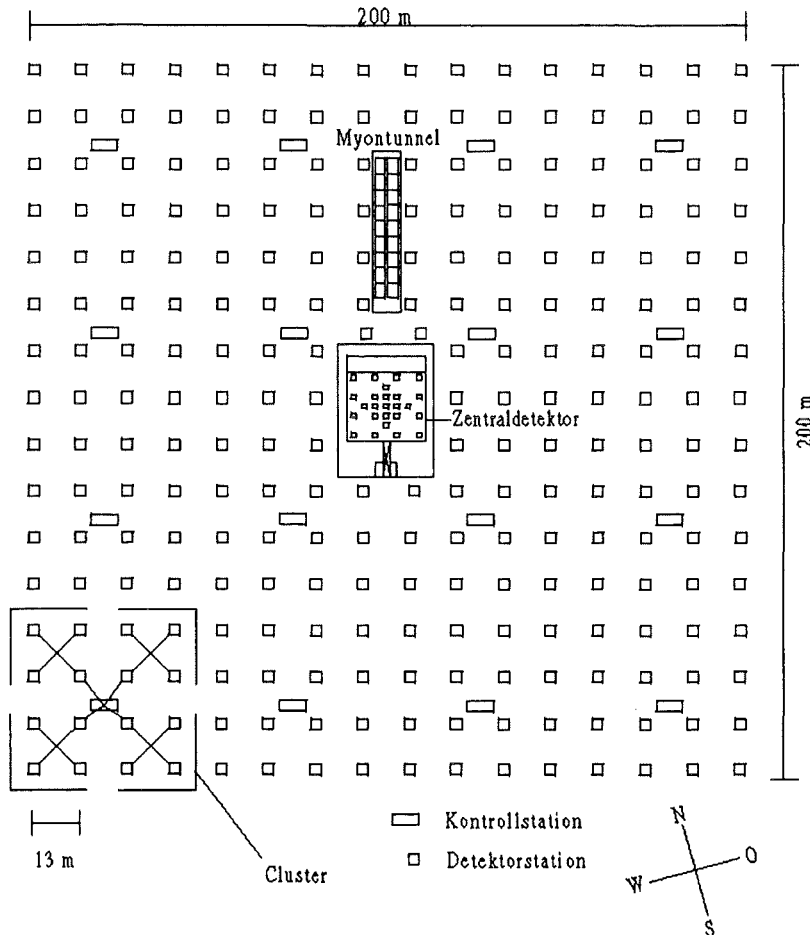 200 m
Myontunnel
Zentraldetektor
200 m
13 m
Cluster
Kontrollstation
Detektorstation
N
O
W
S